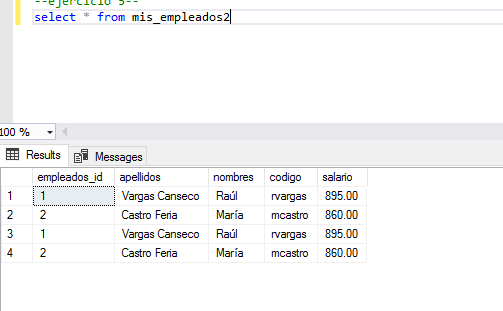 --ejercicio 5--
select * from mis_empleados2
100 %
Results Messages
empleados_id apellidos nombres codigo salario
1 1 Vargas Canseco Raúl rvargas 895.00
2 2 Castro Feria María mcastro 860.00
3 1 Vargas Canseco Raúl rvargas 895.00
4 2 Castro Feria María mcastro 860.00